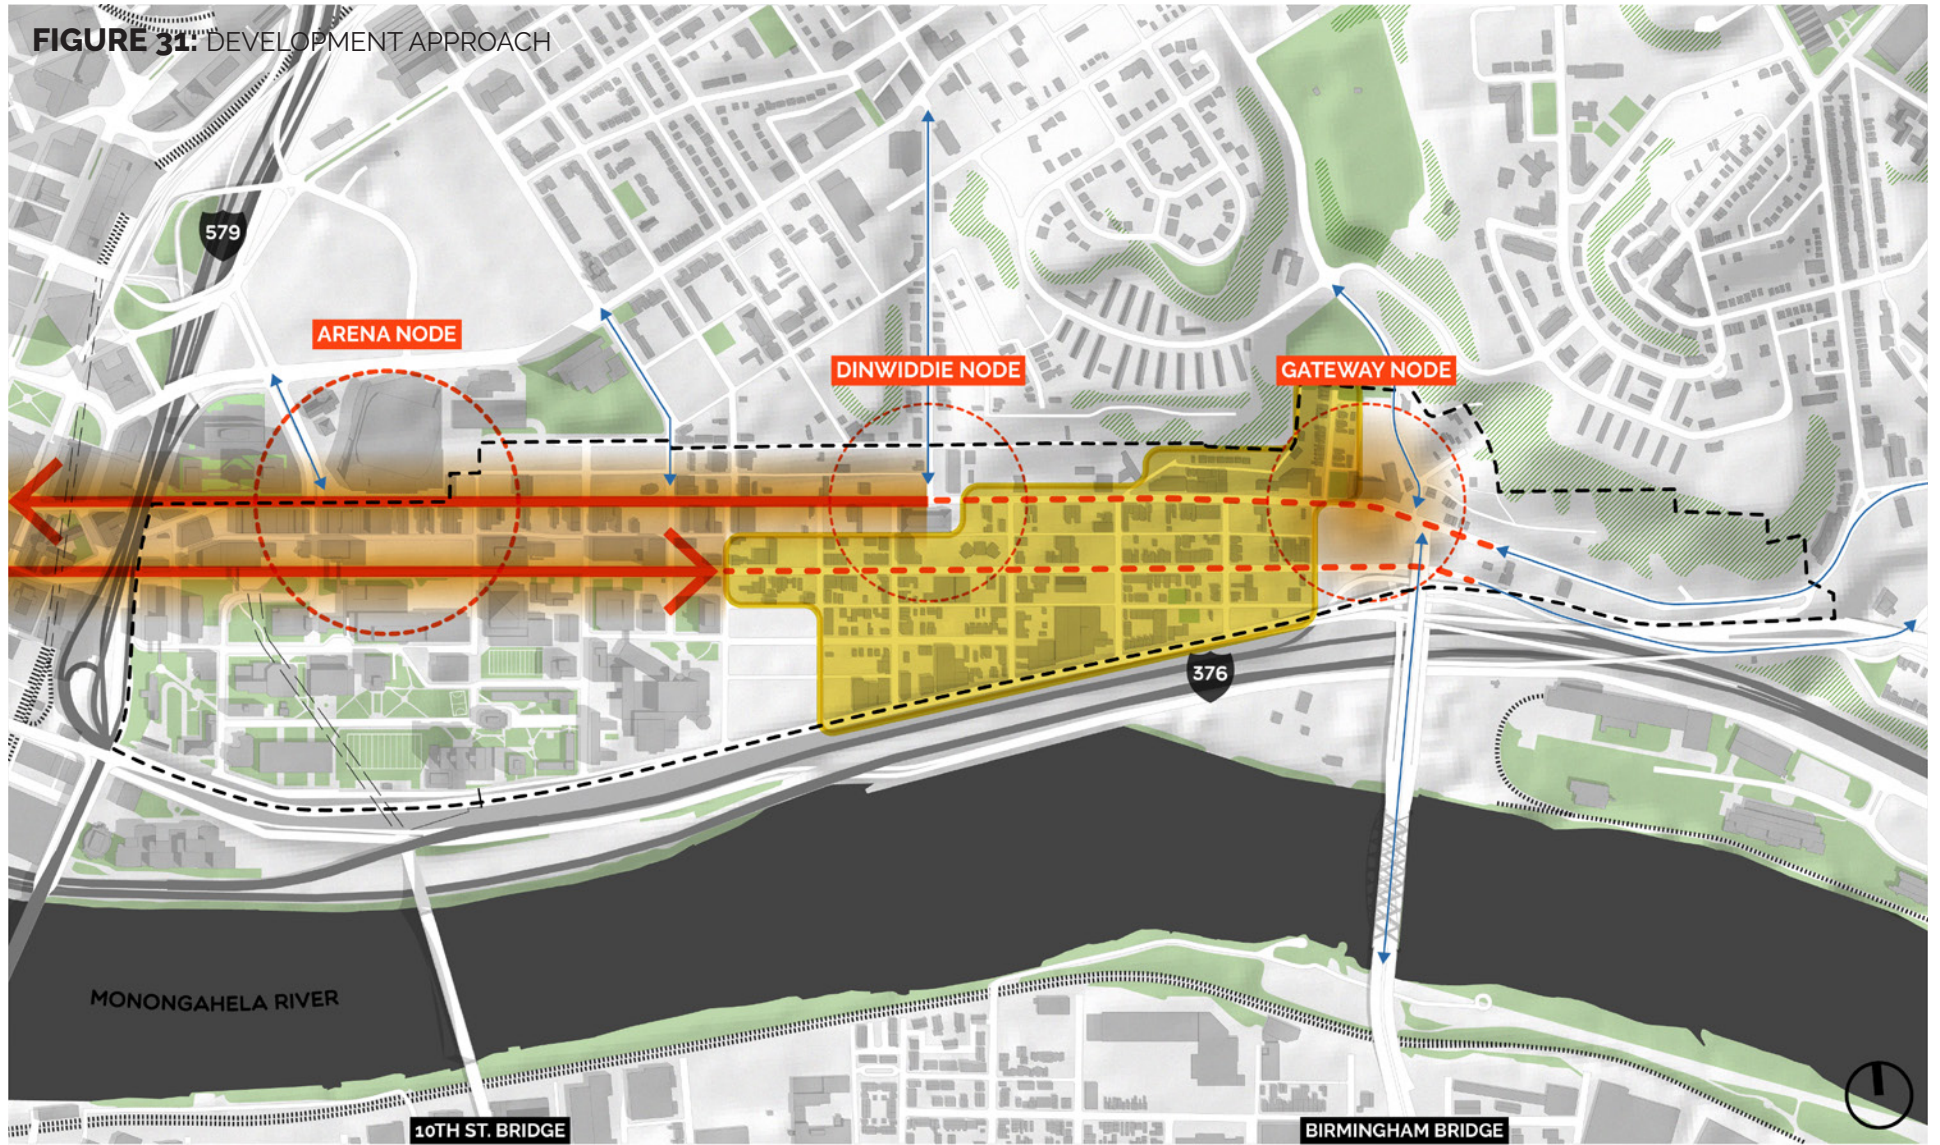 FIGURE 31: DEVELOPMENT APPROACH
579
ARENA NODE
DINWIDDIE NODE
GATEWAY NODE
376
MONONGAHELA RIVER
10TH ST. BRIDGE
BIRMINGHAM BRIDGE